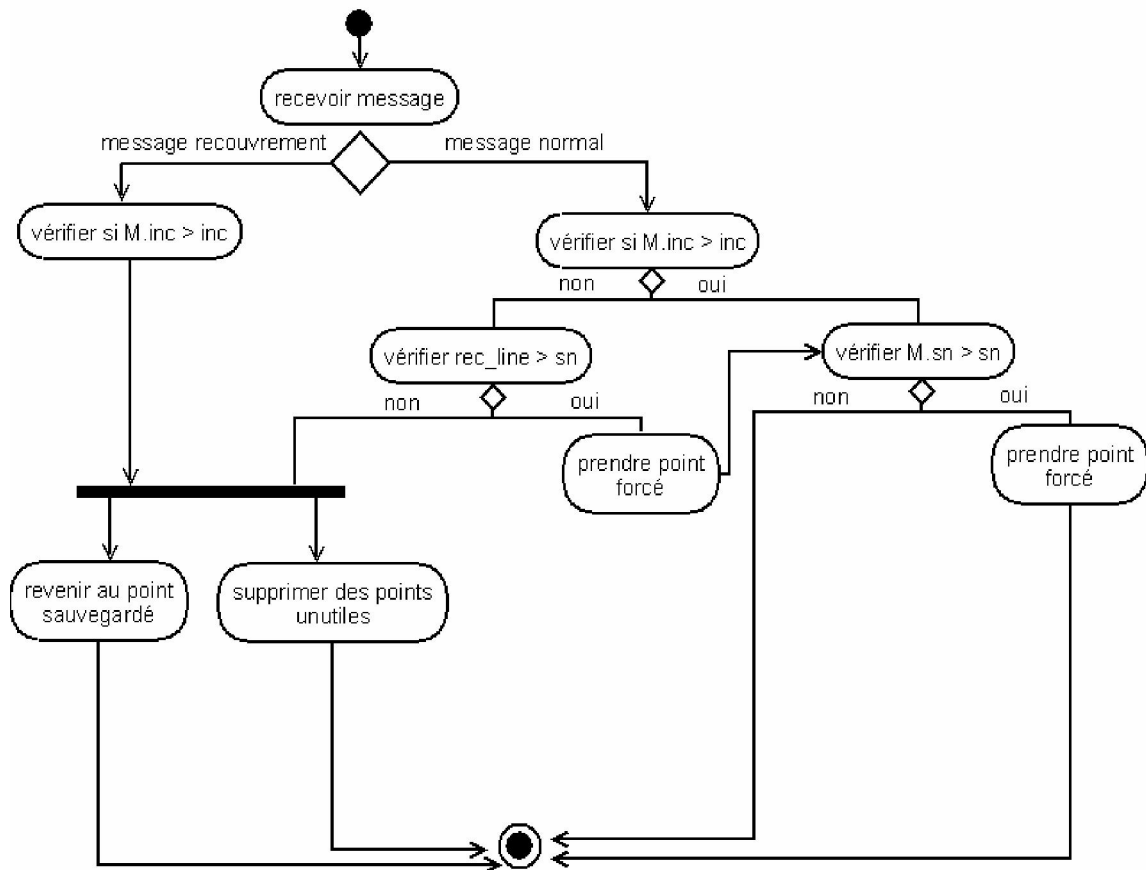 recevoir message
message recouvrement
message normal
vérifier si M.inc > inc
vérifier si M.inc > inc
non
oui
vérifier rec_line > sn
vérifier M.sn > sn
non
oui
non
oui
prendre point
forcé
prendre point
forcé
revenir au point
sauvegardé
supprimer des points
unutiles